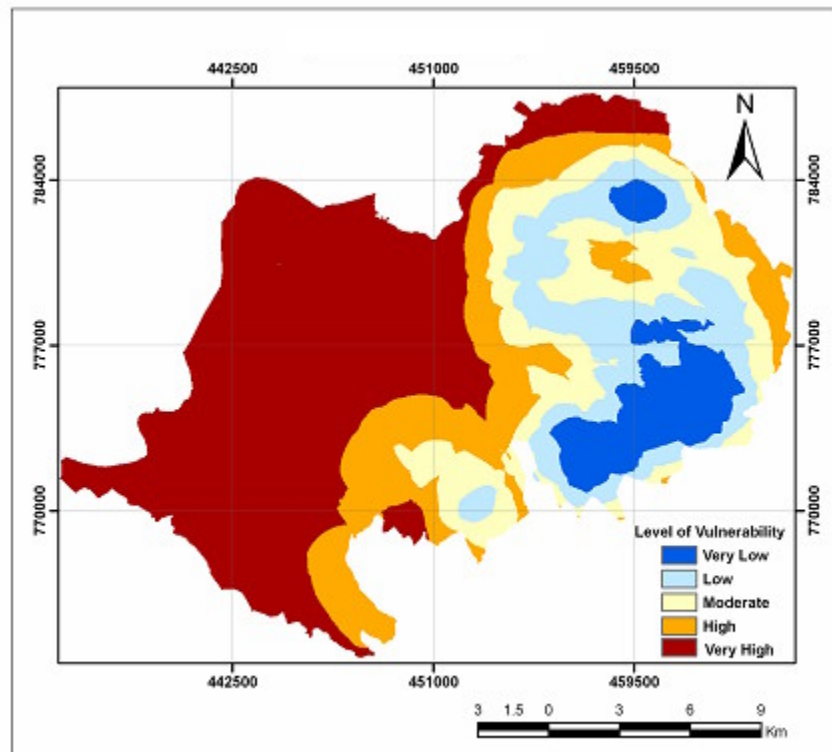 442500 451000 459500
N
784000 784000
777000 777000
770000 770000
Level of Vulnerability
Very Low
Low
Moderate
High
Very High
442500 451000 459500
3 1.5 0 3 6 9
Km